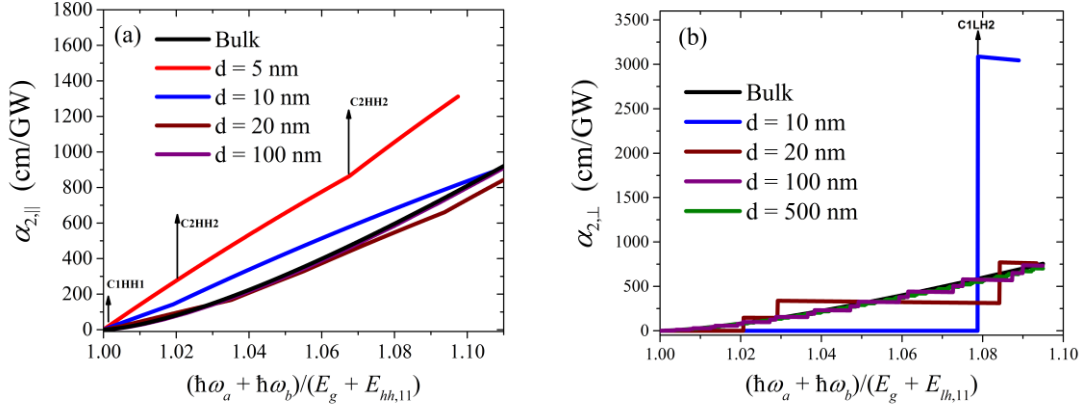 (a)
Bulk
d = 5 nm
d = 10 nm
d = 20 nm
d = 100 nm
C1HH1
C2HH2
C2HH2
α2,|| (cm/GW)
1800
1600
1400
1200
1000
800
600
400
200
0
1.00 1.02 1.04 1.06 1.08 1.10
(ħωa + ħωb)/(Eg + Ehh,11)
(b)
C1LH2
Bulk
d = 10 nm
d = 20 nm
d = 100 nm
d = 500 nm
α2,⊥ (cm/GW)
3500
3000
2500
2000
1500
1000
500
0
1.00 1.02 1.04 1.06 1.08 1.10
(ħωa + ħωb)/(Eg + Elh,11)